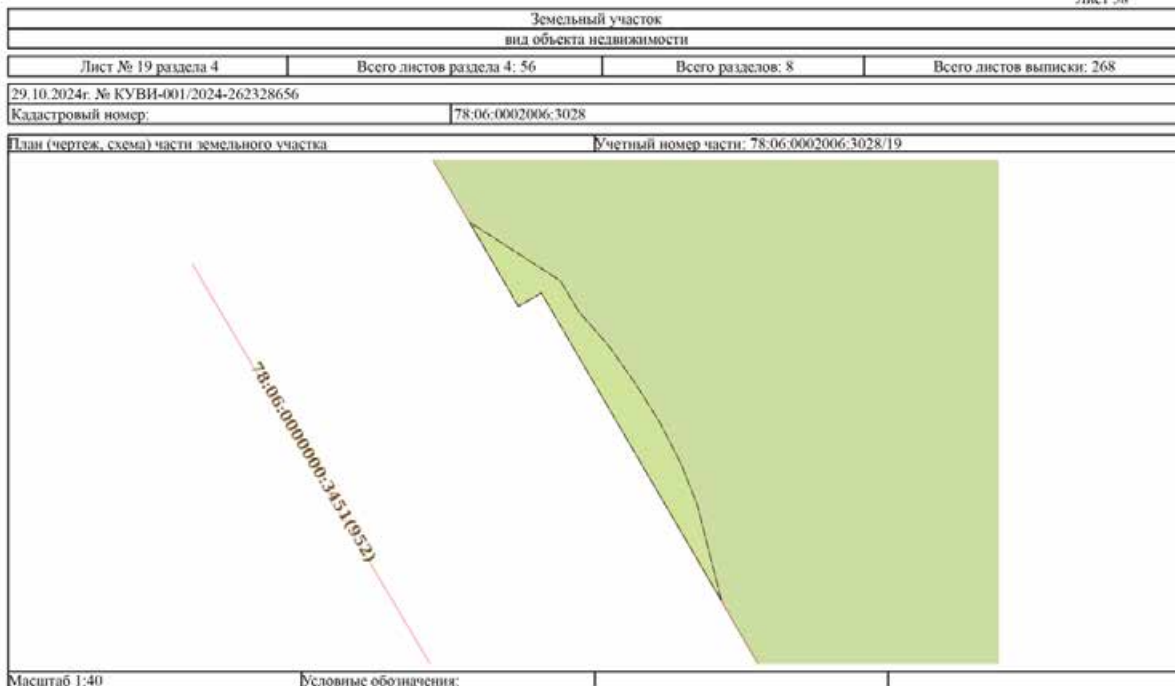 Земельный участок
вид объекта недвижимости
Лист № 19 раздела 4 Всего листов раздела 4: 56 Всего разделов: 8 Всего листов выписки: 268
29.10.2024г. № КУВИ-001/2024-262328656
Кадастровый номер: 78:06:0002006:3028
План (чертеж, схема) части земельного участка Учетный номер части: 78:06:0002006:3028/19
78:06:0000000:3451(952)
Масштаб 1:40 Условные обозначения: